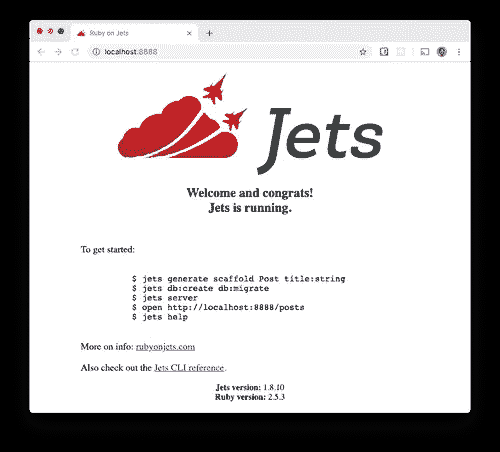 Ruby on Jets
localhost:8888
Jets
Welcome and congrats!
Jets is running.
To get started:
$ jets generate scaffold Post title:string
$ jets db:create db:migrate
$ jets server
$ open http://localhost:8888/posts
$ jets help
More on info: rubyonjets.com
Also check out the Jets CLI reference.
Jets version: 1.8.10
Ruby version: 2.5.3